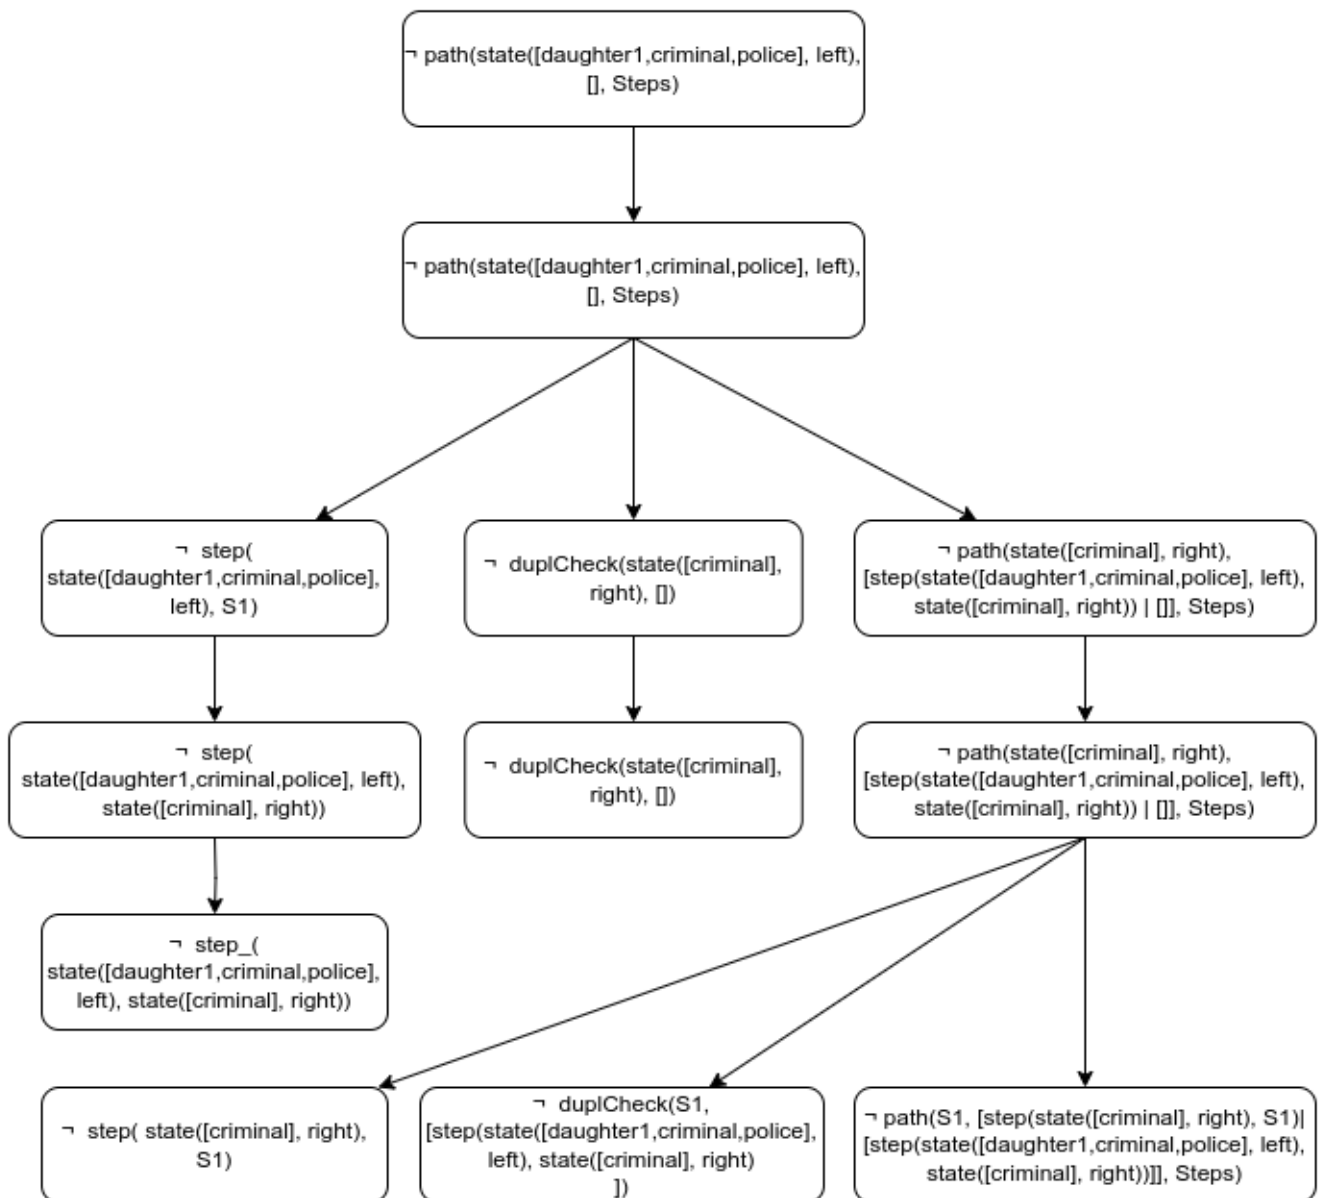 ¬ path(state([daughter1,criminal,police], left),
[], Steps)
¬ path(state([daughter1,criminal,police], left),
[], Steps)
¬ step(
state([daughter1,criminal,police],
left), S1)
¬ duplCheck(state([criminal],
right), [])
¬ path(state([criminal], right),
[step(state([daughter1,criminal,police], left),
state([criminal], right)) | []], Steps)
¬ step(
state([daughter1,criminal,police], left),
state([criminal], right))
¬ duplCheck(state([criminal],
right), [])
¬ path(state([criminal], right),
[step(state([daughter1,criminal,police], left),
state([criminal], right)) | []], Steps)
¬ step_(
state([daughter1,criminal,police],
left), state([criminal], right))
¬ step( state([criminal], right),
S1)
¬ duplCheck(S1,
[step(state([daughter1,criminal,police],
left), state([criminal], right)
])
¬ path(S1, [step(state([criminal], right), S1)|
[step(state([daughter1,criminal,police], left),
state([criminal], right))]], Steps)